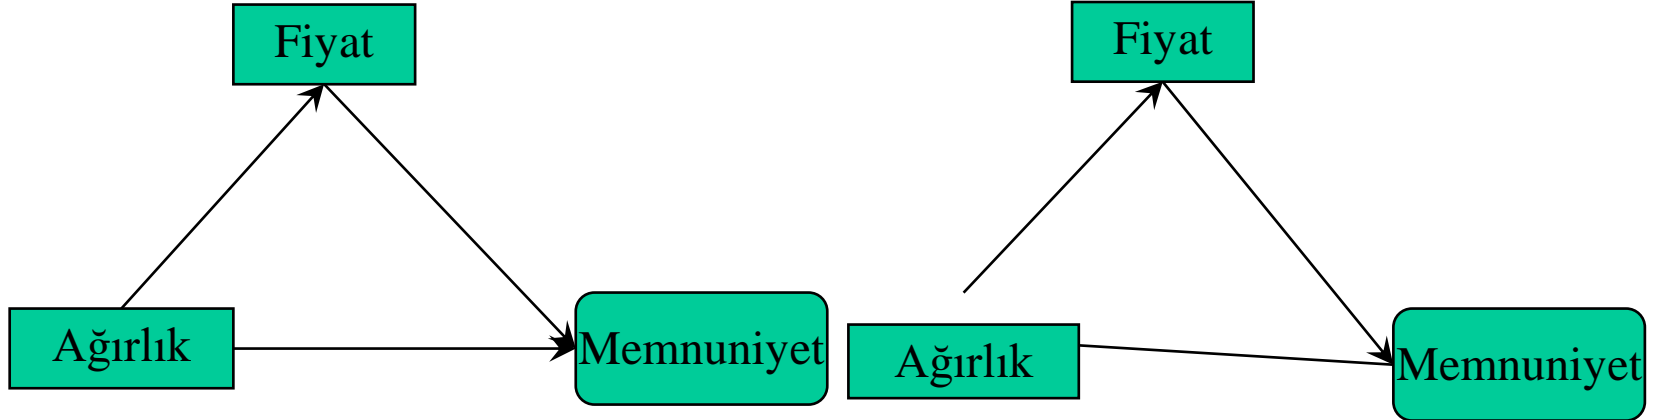 Fiyat
Ağırlık
Memnuniyet
Fiyat
Ağırlık
Memnuniyet